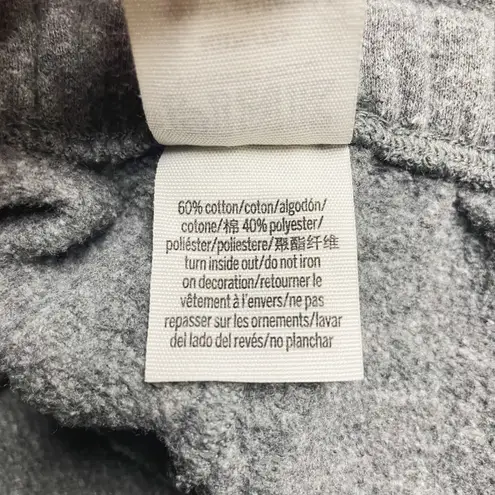 60% cotton/coton/algodón/
cotone/棉 40% polyester/
poliéster/poliestere/聚酯纤维
turn inside out/do not iron
on decoration/retourner le
vêtement à l'envers/ne pas
repasser sur les ornements/lavar
del lado del revés/no planchar